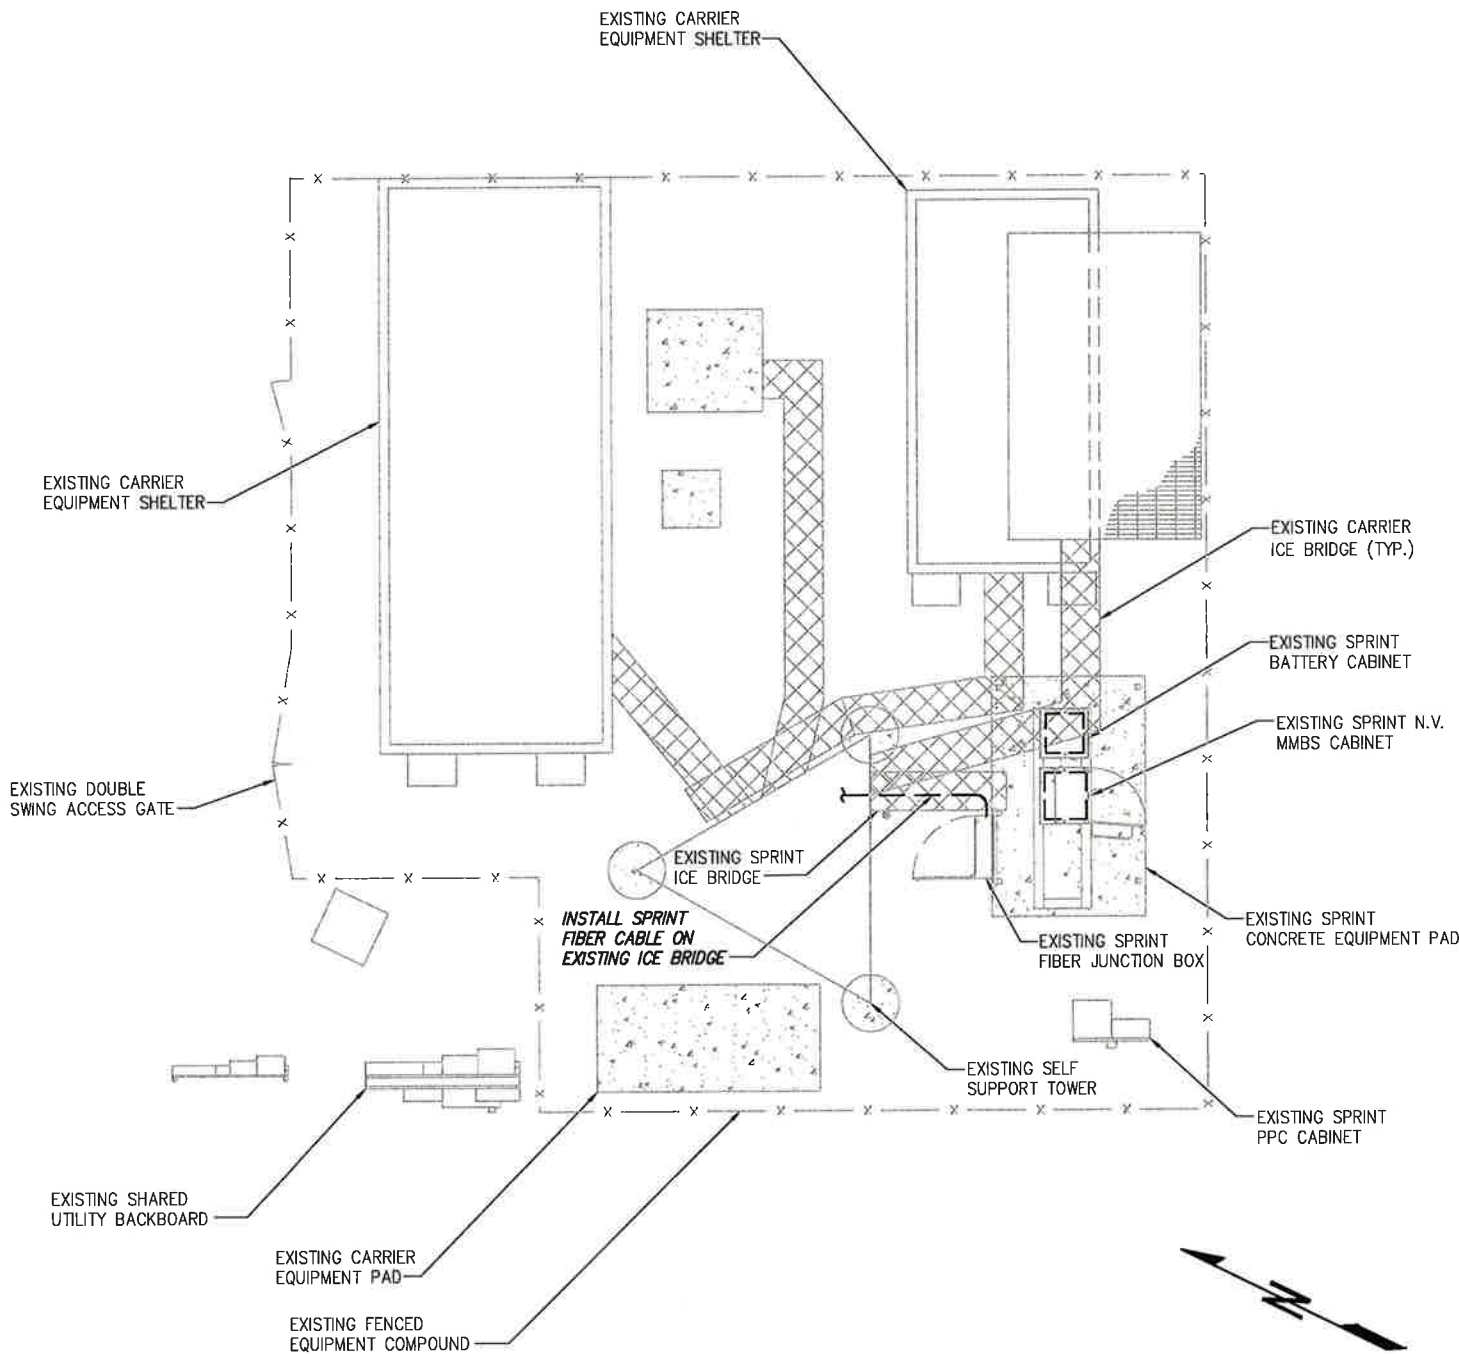 EXISTING CARRIER
EQUIPMENT SHELTER
EXISTING CARRIER
EQUIPMENT SHELTER
EXISTING CARRIER
ICE BRIDGE (TYP.)
EXISTING SPRINT
BATTERY CABINET
EXISTING SPRINT N.V.
MMBS CABINET
EXISTING DOUBLE
SWING ACCESS GATE
EXISTING SPRINT
ICE BRIDGE
INSTALL SPRINT
FIBER CABLE ON
EXISTING ICE BRIDGE
EXISTING SPRINT
FIBER JUNCTION BOX
EXISTING SPRINT
CONCRETE EQUIPMENT PAD
EXISTING SELF
SUPPORT TOWER
EXISTING SPRINT
PPC CABINET
EXISTING SHARED
UTILITY BACKBOARD
EXISTING CARRIER
EQUIPMENT PAD
EXISTING FENCED
EQUIPMENT COMPOUND
N